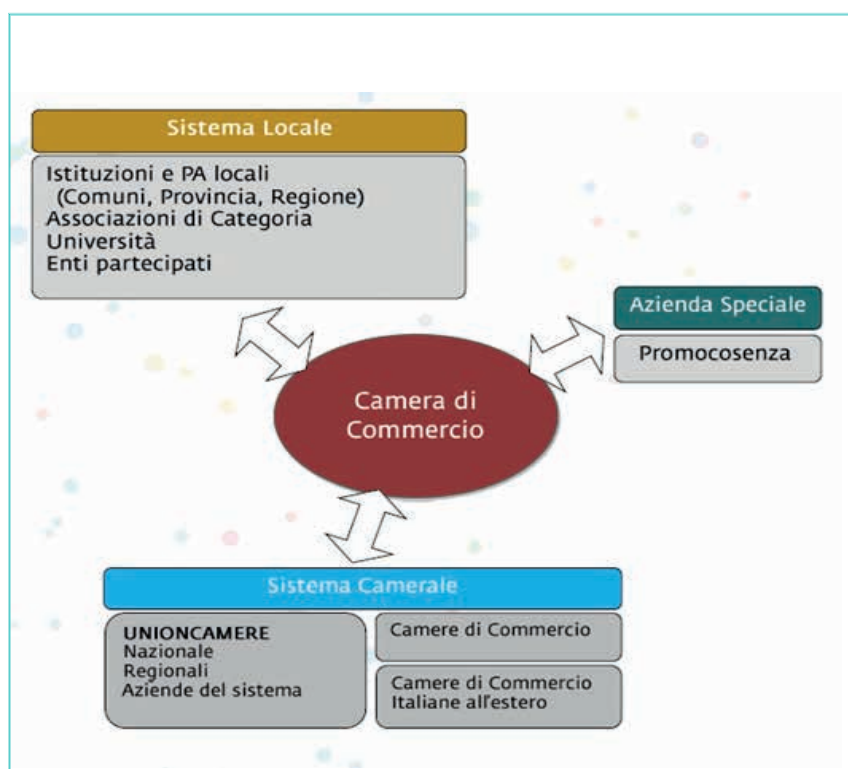 Sistema Locale
Istituzioni e PA locali
(Comuni, Provincia, Regione)
Associazioni di Categoria
Università
Enti partecipati
Azienda Speciale
Promocosenza
Camera di
Commercio
Sistema Camerale
UNIONCAMERE
Nazionale
Regionali
Aziende del sistema
Camere di Commercio
Camere di Commercio
Italiane all'estero